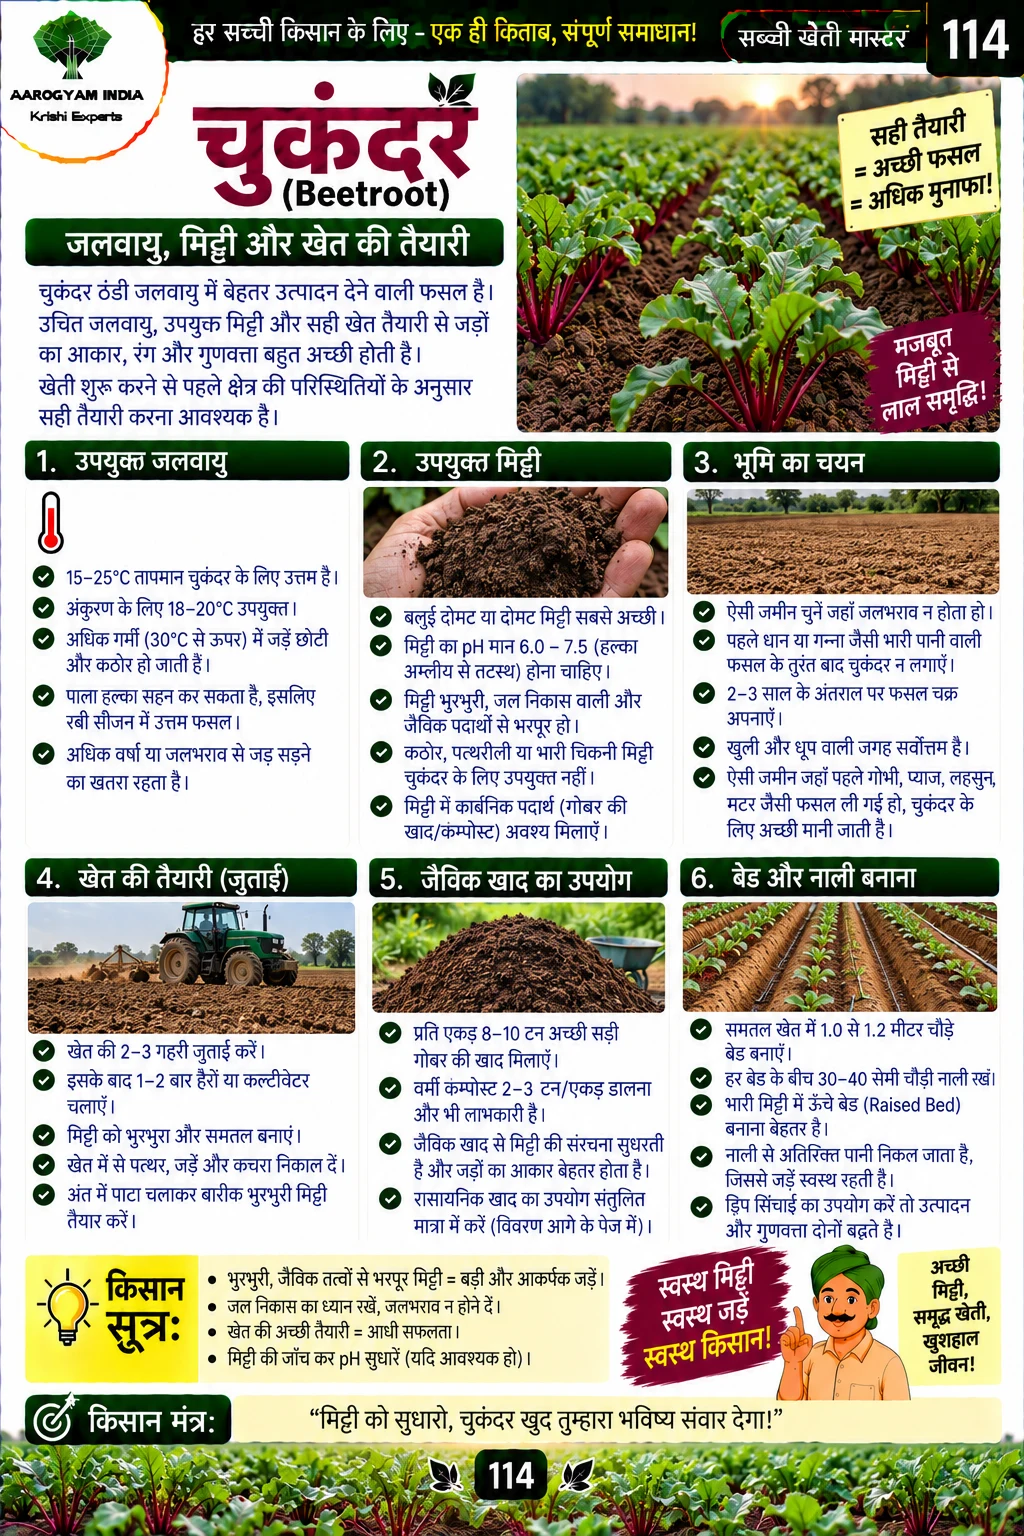 AAROGYAM INDIA
Krishi Experts
हर सच्ची किसान के लिए – एक ही किताब, संपूर्ण समाधान!
सब्जी खेती मास्टर
114
चुकंदर
(Beetroot)
जलवायु, मिट्टी और खेत की तैयारी
चुकंदर ठंडी जलवायु में बेहतर उत्पादन देने वाली फसल है।
उचित जलवायु, उपयुक्त मिट्टी और सही खेत तैयारी से जड़ों
का आकार, रंग और गुणवत्ता बहुत अच्छी होती है।
खेती शुरू करने से पहले क्षेत्र की परिस्थितियों के अनुसार
सही तैयारी करना आवश्यक है।
सही तैयारी
= अच्छी फसल
= अधिक मुनाफा!
मजबूत
मिट्टी से
लाल समृद्धि!
1. उपयुक्त जलवायु
15–25°C तापमान चुकंदर के लिए उत्तम है।
अंकुरण के लिए 18–20°C उपयुक्त।
अधिक गर्मी (30°C से ऊपर) में जड़ें छोटी
और कठोर हो जाती हैं।
पाला हल्का सहन कर सकता है, इसलिए
रबी सीजन में उत्तम फसल।
अधिक वर्षा या जलभराव से जड़ सड़ने
का खतरा रहता है।
2. उपयुक्त मिट्टी
बलुई दोमट या दोमट मिट्टी सबसे अच्छी।
मिट्टी का pH मान 6.0 – 7.5 (हल्का
अम्लीय से तटस्थ) होना चाहिए।
मिट्टी भुरभुरी, जल निकास वाली और
जैविक पदार्थों से भरपूर हो।
कठोर, पत्थरीली या भारी चिकनी मिट्टी
चुकंदर के लिए उपयुक्त नहीं।
मिट्टी में कार्बनिक पदार्थ (गोबर की
खाद/कंम्पोस्ट) अवश्य मिलाएँ।
3. भूमि का चयन
ऐसी जमीन चुनें जहाँ जलभराव न होता हो।
पहले धान या गन्ना जैसी भारी पानी वाली
फसल के तुरंत बाद चुकंदर न लगाएँ।
2–3 साल के अंतराल पर फसल चक्र
अपनाएँ।
खुली और धूप वाली जगह सर्वोत्तम है।
ऐसी जमीन जहाँ पहले गोभी, प्याज, लहसुन,
मटर जैसी फसल ली गई हो, चुकंदर के
लिए अच्छी मानी जाती है।
4. खेत की तैयारी (जुताई)
खेत की 2–3 गहरी जुताई करें।
इसके बाद 1–2 बार हैरों या कल्टीवेटर
चलाएँ।
मिट्टी को भुरभुरा और समतल बनाएं।
खेत में से पत्थर, जड़ें और कचरा निकाल दें।
अंत में पाटा चलाकर बारीक भुरभुरी मिट्टी
तैयार करें।
5. जैविक खाद का उपयोग
प्रति एकड़ 8–10 टन अच्छी सड़ी
गोबर की खाद मिलाएँ।
वर्मी कंम्पोस्ट 2–3 टन/एकड़ डालना
और भी लाभकारी है।
जैविक खाद से मिट्टी की संरचना सुधरती
है और जड़ों का आकार बेहतर होता है।
रासायनिक खाद का उपयोग संतुलित
मात्रा में करें (विवरण आगे के पेज में)।
6. बेड और नाली बनाना
समतल खेत में 1.0 से 1.2 मीटर चौड़े
बेड बनाएँ।
हर बेड के बीच 30–40 सेमी चौड़ी नाली रखें।
भारी मिट्टी में ऊँचे बेड (Raised Bed)
बनाना बेहतर है।
नाली से अतिरिक्त पानी निकल जाता है,
जिससे जड़ें स्वस्थ रहती है।
ड्रिप सिंचाई का उपयोग करें तो उत्पादन
और गुणवत्ता दोनों बढ़ते है।
किसान
सूत्र:
भुरभुरी, जैविक तत्वों से भरपूर मिट्टी = बड़ी और आकर्षक जड़ें।
जल निकास का ध्यान रखें, जलभराव न होने दें।
खेत की अच्छी तैयारी = आधी सफलता।
मिट्टी की जाँच कर pH सुधारें (यदि आवश्यक हो)।
स्वस्थ मिट्टी
स्वस्थ जड़ें
स्वस्थ किसान!
अच्छी
मिट्टी,
समृद्ध खेती,
खुशहाल
जीवन!
किसान मंत्र:
“मिट्टी को सुधारो, चुकंदर खुद तुम्हारा भविष्य संवार देगा!”
114